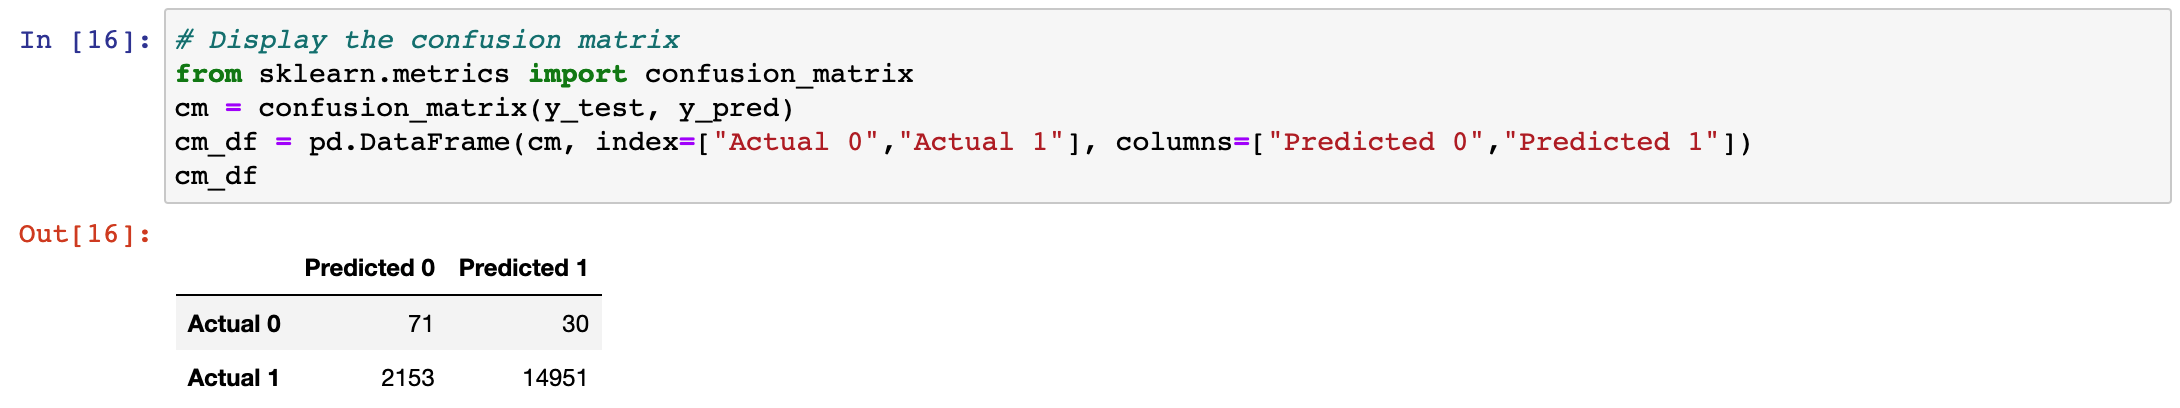 In [16]: # Display the confusion matrix
from sklearn.metrics import confusion_matrix
cm = confusion_matrix(y_test, y_pred)
cm_df = pd.DataFrame(cm, index=["Actual 0","Actual 1"], columns=["Predicted 0","Predicted 1"])
cm_df
Out[16]:
Predicted 0 Predicted 1
Actual 0 71 30
Actual 1 2153 14951